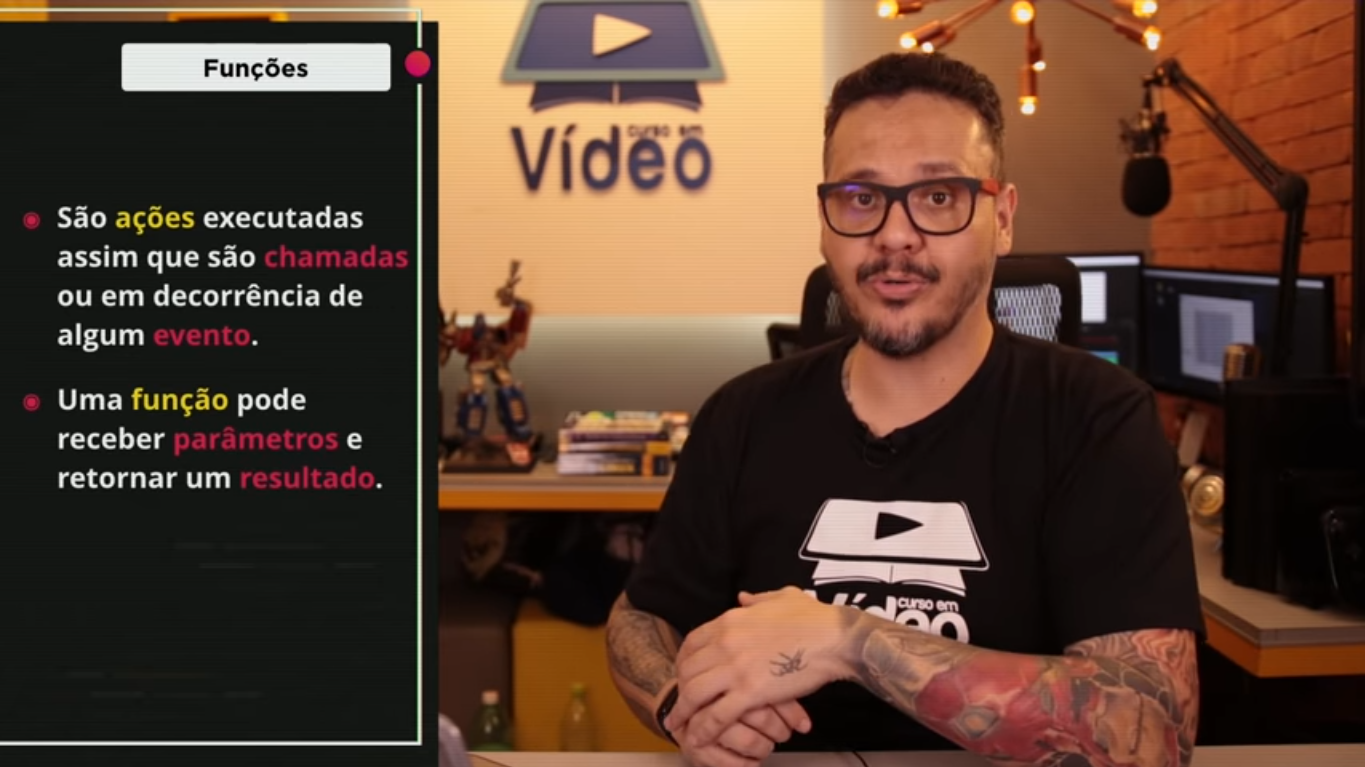 Funções
São ações executadas
assim que são chamadas
ou em decorrência de
algum evento.
Uma função pode
receber parâmetros e
retornar um resultado.
curso em
Vídeo
curso em
Vídeo